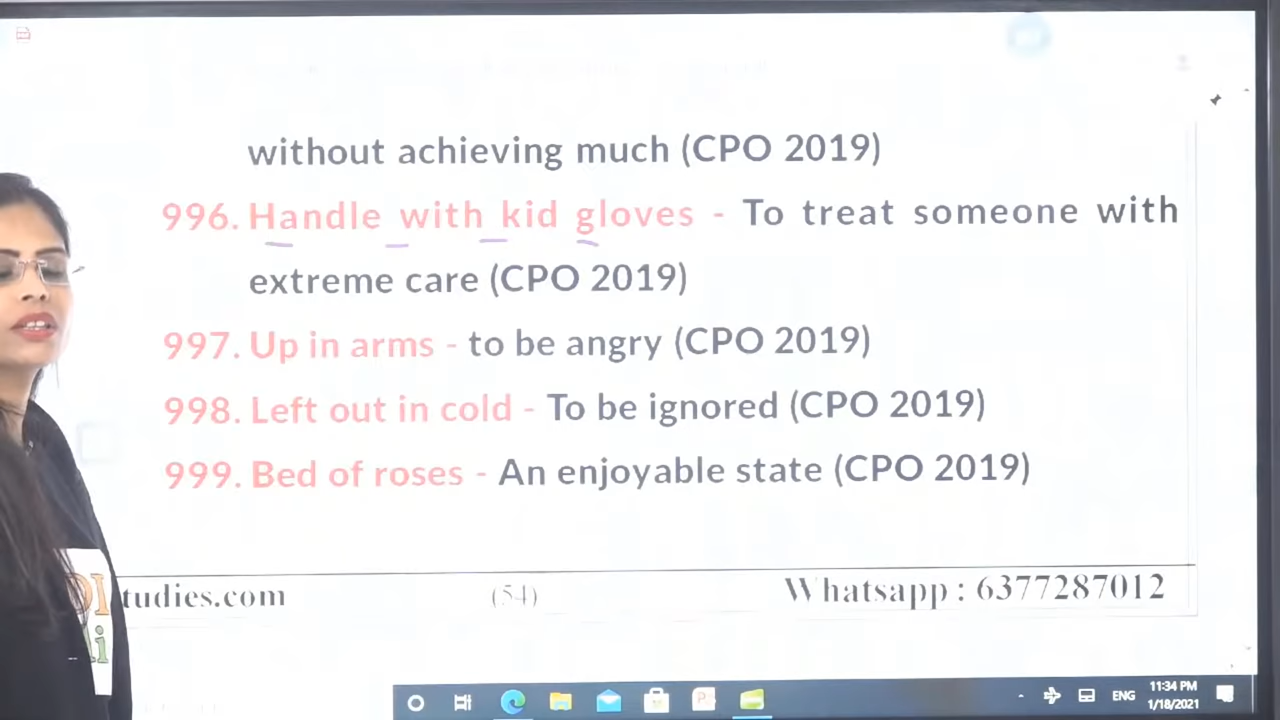 without achieving much (CPO 2019)
996. Handle with kid gloves - To treat someone with
extreme care (CPO 2019)
997. Up in arms - to be angry (CPO 2019)
998. Left out in cold - To be ignored (CPO 2019)
999. Bed of roses - An enjoyable state (CPO 2019)
tudies.com (54) Whatsapp : 6377287012
ENG 11:34 PM
1/18/2021